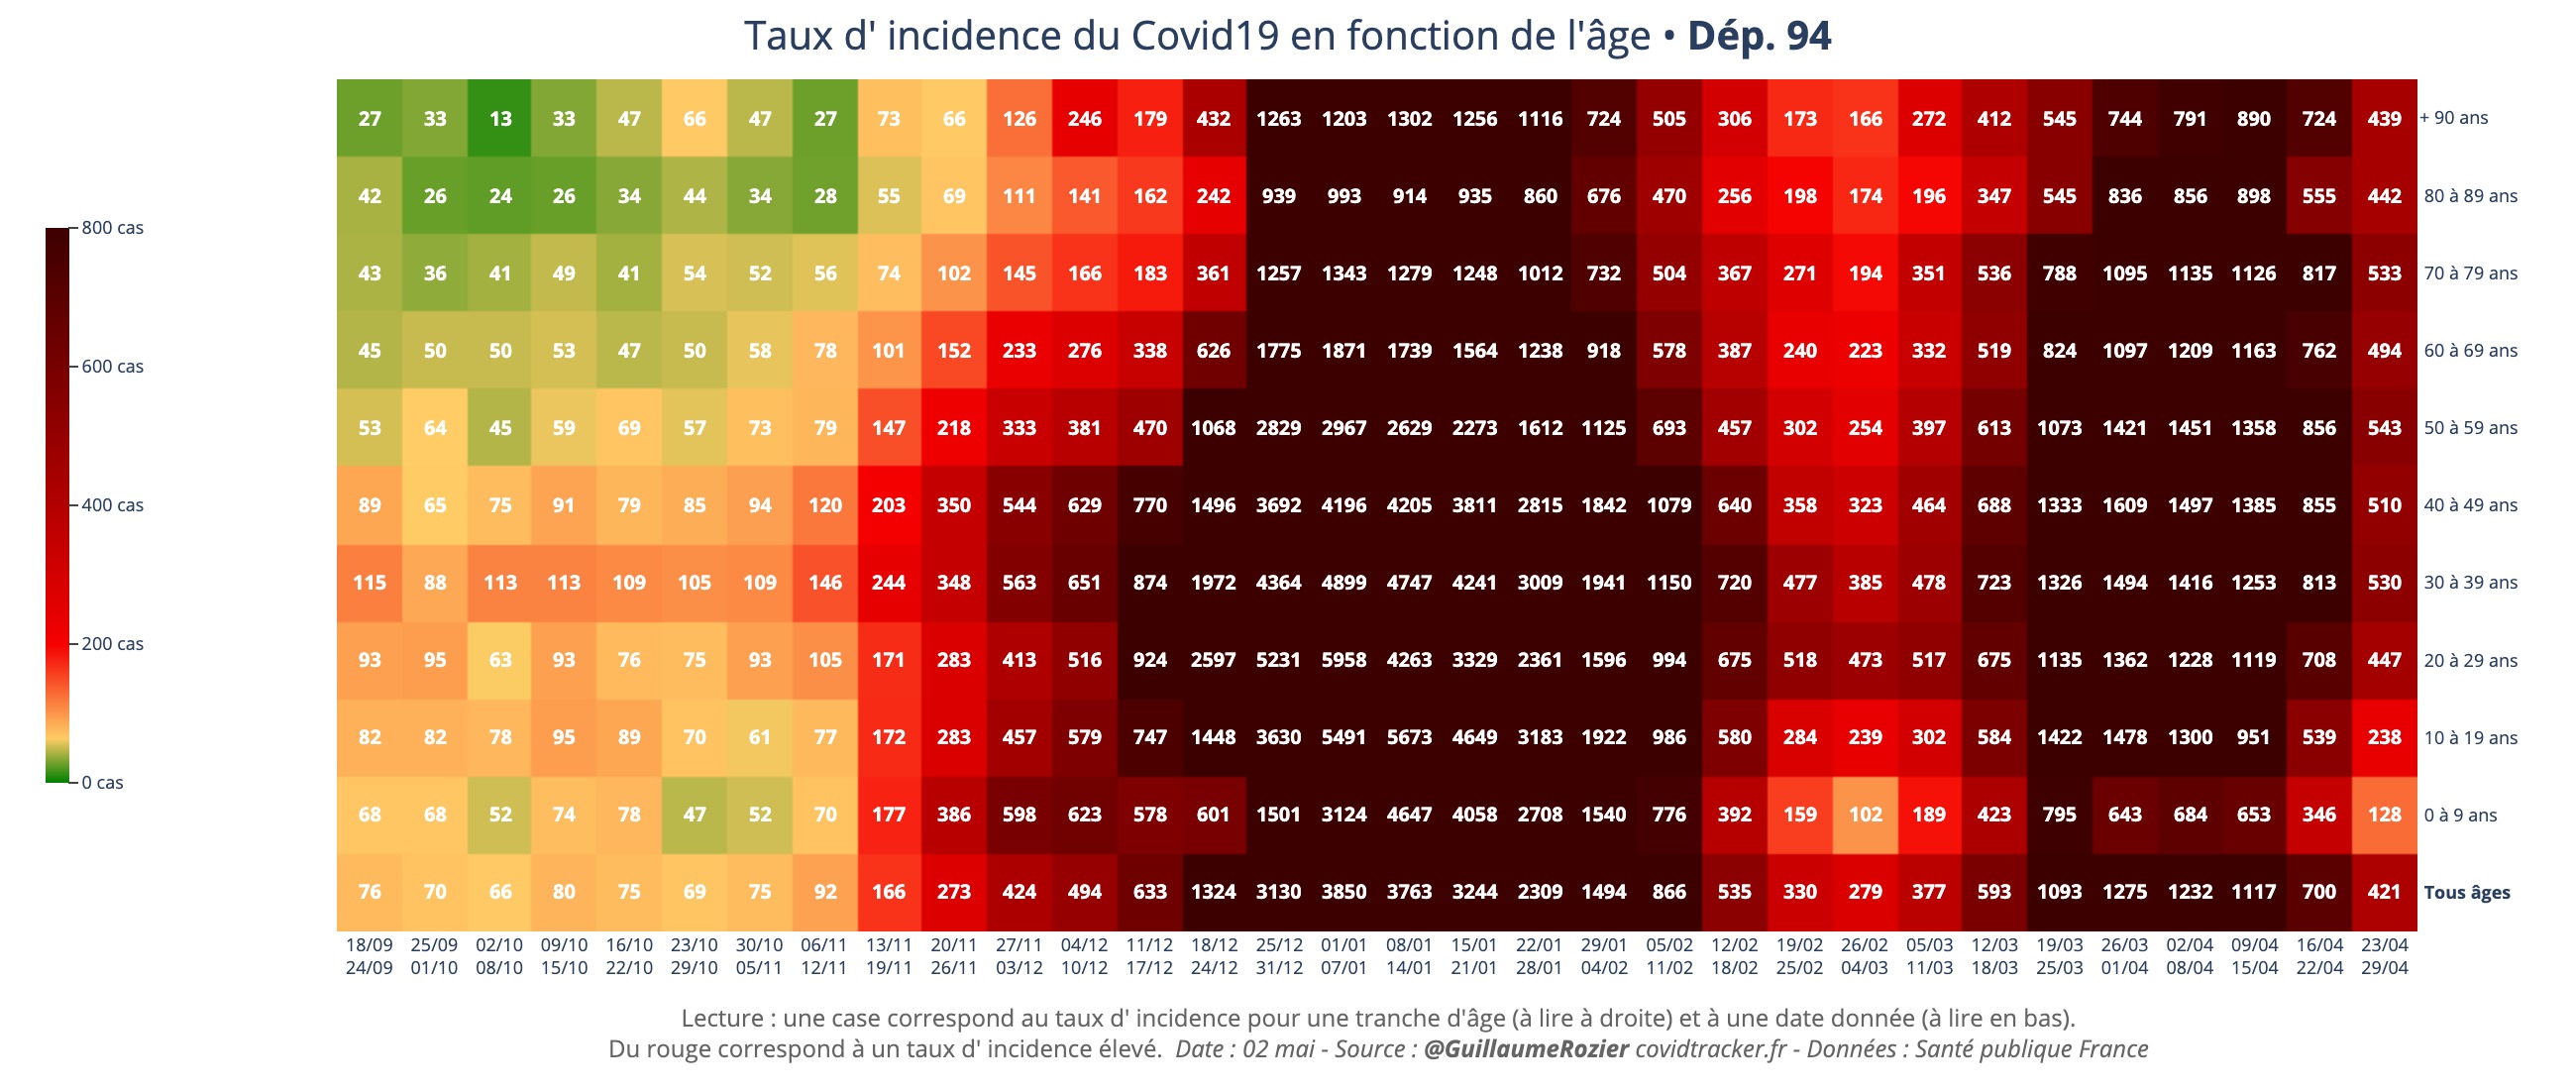 Taux d' incidence du Covid19 en fonction de l'âge • Dép. 94
27 33 13 33 47 66 47 27 73 66 126 246 179 432 1263 1203 1302 1256 1116 724 505 306 173 166 272 412 545 744 791 890 724 439 + 90 ans
42 26 24 26 34 44 34 28 55 69 111 141 162 242 939 993 914 935 860 676 470 256 198 174 196 347 545 836 856 898 555 442 80 à 89 ans
43 36 41 49 41 54 52 56 74 102 145 166 183 361 1257 1343 1279 1248 1012 732 504 367 271 194 351 536 788 1095 1135 1126 817 533 70 à 79 ans
45 50 50 53 47 50 58 78 101 152 233 276 338 626 1775 1871 1739 1564 1238 918 578 387 240 223 332 519 824 1097 1209 1163 762 494 60 à 69 ans
53 64 45 59 69 57 73 79 147 218 333 381 470 1068 2829 2967 2629 2273 1612 1125 693 457 302 254 397 613 1073 1421 1451 1358 856 543 50 à 59 ans
89 65 75 91 79 85 94 120 203 350 544 629 770 1496 3692 4196 4205 3811 2815 1842 1079 640 358 323 464 688 1333 1609 1497 1385 855 510 40 à 49 ans
115 88 113 113 109 105 109 146 244 348 563 651 874 1972 4364 4899 4747 4241 3009 1941 1150 720 477 385 478 723 1326 1494 1416 1253 813 530 30 à 39 ans
93 95 63 93 76 75 93 105 171 283 413 516 924 2597 5231 5958 4263 3329 2361 1596 994 675 518 473 517 675 1135 1362 1228 1119 708 447 20 à 29 ans
82 82 78 95 89 70 61 77 172 283 457 579 747 1448 3630 5491 5673 4649 3183 1922 986 580 284 239 302 584 1422 1478 1300 951 539 238 10 à 19 ans
68 68 52 74 78 47 52 70 177 386 598 623 578 601 1501 3124 4647 4058 2708 1540 776 392 159 102 189 423 795 643 684 653 346 128 0 à 9 ans
76 70 66 80 75 69 75 92 166 273 424 494 633 1324 3130 3850 3763 3244 2309 1494 866 535 330 279 377 593 1093 1275 1232 1117 700 421 Tous âges
18/09 25/09 02/10 09/10 16/10 23/10 30/10 06/11 13/11 20/11 27/11 04/12 11/12 18/12 25/12 01/01 08/01 15/01 22/01 29/01 05/02 12/02 19/02 26/02 05/03 12/03 19/03 26/03 02/04 09/04 16/04 23/04
24/09 01/10 08/10 15/10 22/10 29/10 05/11 12/11 19/11 26/11 03/12 10/12 17/12 24/12 31/12 07/01 14/01 21/01 28/01 04/02 11/02 18/02 25/02 04/03 11/03 18/03 25/03 01/04 08/04 15/04 22/04 29/04
800 cas
600 cas
400 cas
200 cas
0 cas
Lecture : une case correspond au taux d' incidence pour une tranche d'âge (à lire à droite) et à une date donnée (à lire en bas).
Du rouge correspond à un taux d' incidence élevé. Date : 02 mai - Source : @GuillaumeRozier covidtracker.fr - Données : Santé publique France